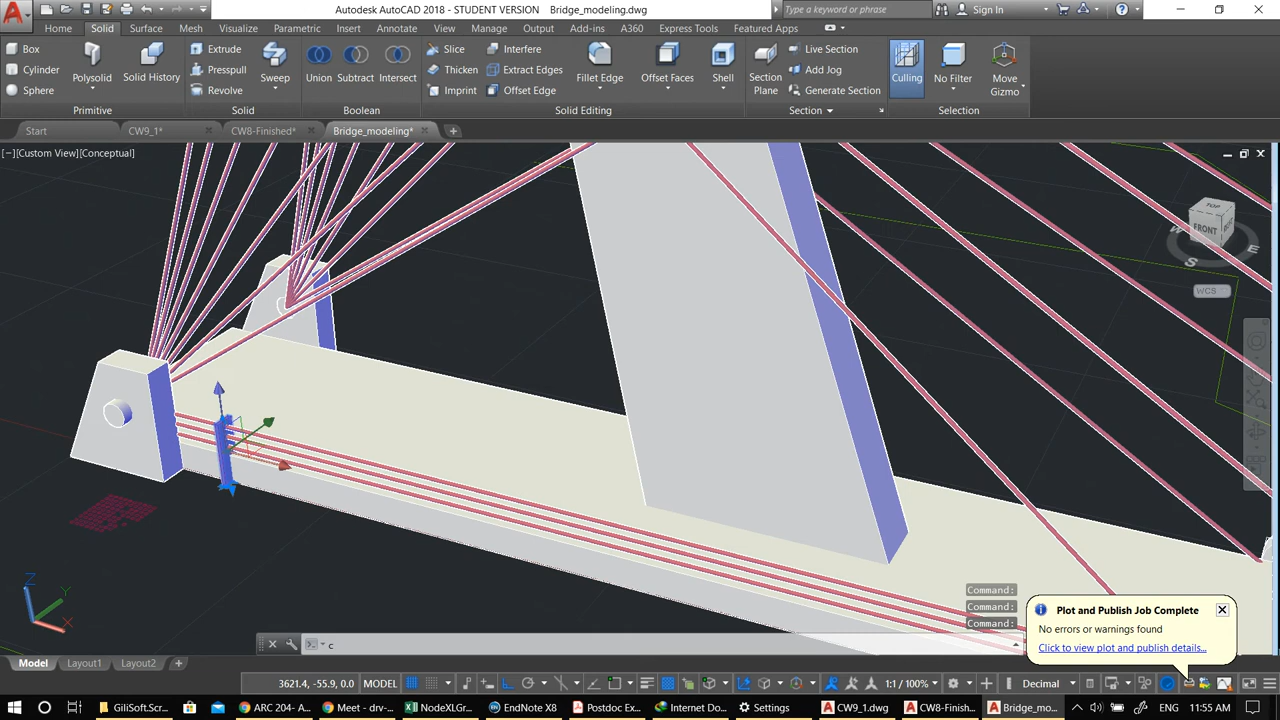 Autodesk AutoCAD 2018 - STUDENT VERSION    Bridge_modeling.dwg
Type a keyword or phrase
Sign In
Home Solid Surface Mesh Visualize Parametric Insert Annotate View Manage Output Add-ins A360 Express Tools Featured Apps
Box
Cylinder
Sphere
Polysolid
Solid History
Extrude
Presspull
Revolve
Sweep
Union
Subtract
Intersect
Slice
Thicken
Imprint
Interfere
Extract Edges
Offset Edge
Fillet Edge
Offset Faces
Shell
Section
Plane
Live Section
Add Jog
Generate Section
Culling
No Filter
Move
Gizmo
Primitive
Solid
Boolean
Solid Editing
Section
Selection
Start
CW9_1*
CW8-Finished*
Bridge_modeling*
[−][Custom View][Conceptual]
TOP
FRONT
W
S
E
WCS
Z
Y
X
Command:
Command:
Command:
c
Plot and Publish Job Complete
No errors or warnings found
Click to view plot and publish details...
Model Layout1 Layout2
3621.4, -55.9, 0.0 MODEL
1:1 / 100%
Decimal
GiliSoft.Scr...
ARC 204- A...
Meet - drv-...
NodeXLGr...
EndNote X8
Postdoc Ex...
Internet Do...
Settings
CW9_1.dwg
CW8-Finish...
Bridge_mo...
11:55 AM